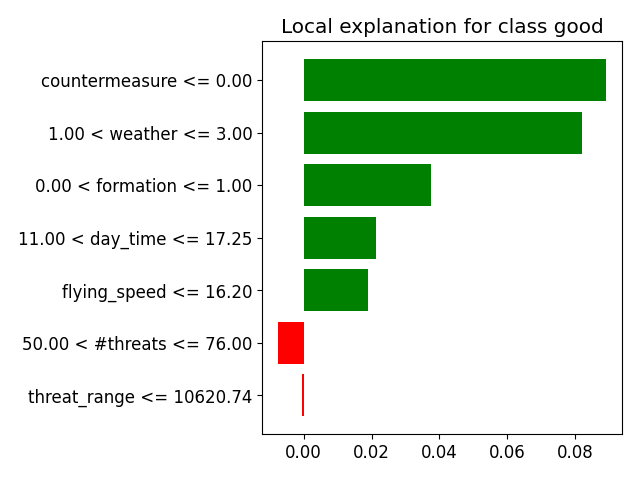 Local explanation for class good
countermeasure <= 0.00
1.00 < weather <= 3.00
0.00 < formation <= 1.00
11.00 < day_time <= 17.25
flying_speed <= 16.20
50.00 < #threats <= 76.00
threat_range <= 10620.74
0.00 0.02 0.04 0.06 0.08